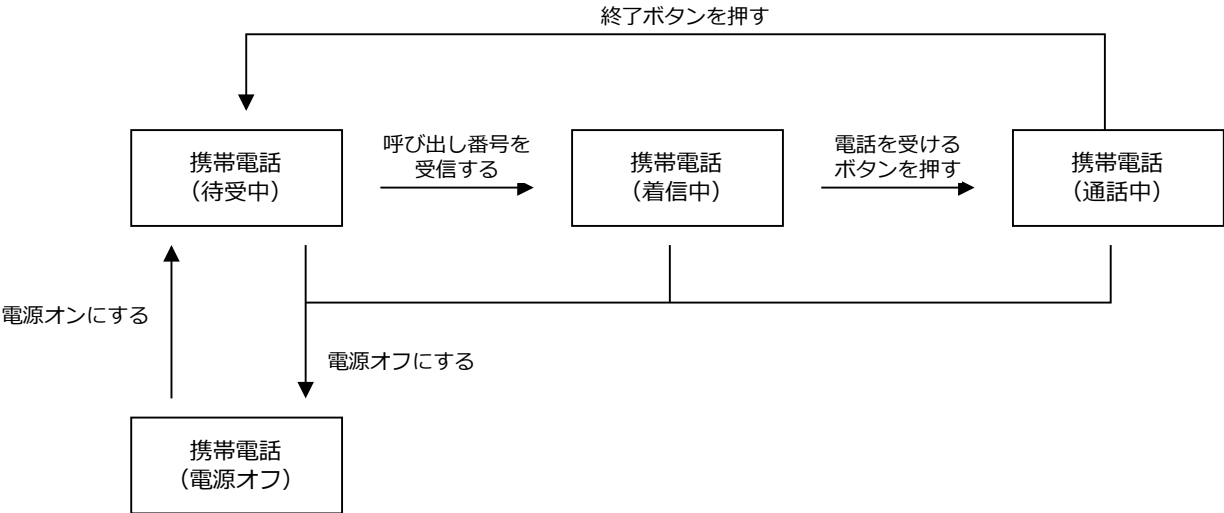 終了ボタンを押す
携帯電話
（待受中）
呼び出し番号を
受信する
携帯電話
（着信中）
電話を受ける
ボタンを押す
携帯電話
（通話中）
電源オンにする
電源オフにする
携帯電話
（電源オフ）